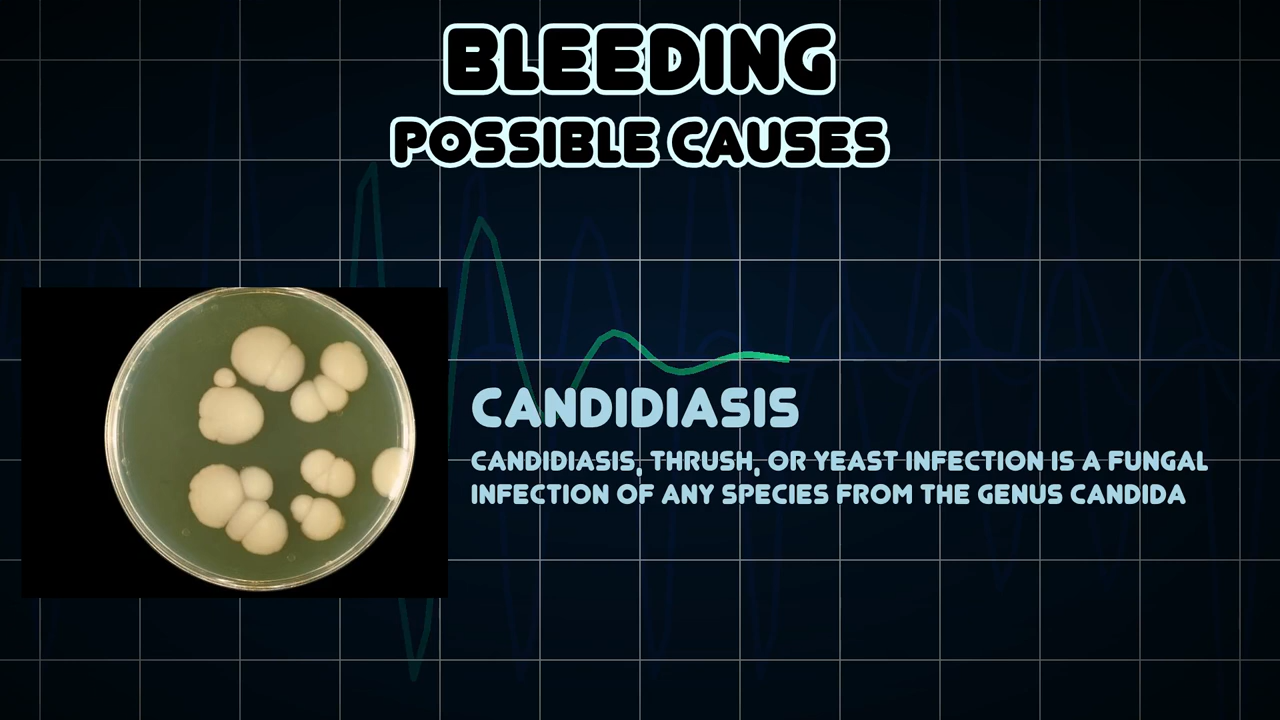 BLEEDING
POSSIBLE CAUSES
CANDIDIASIS
CANDIDIASIS, THRUSH, OR YEAST INFECTION IS A FUNGAL
INFECTION OF ANY SPECIES FROM THE GENUS CANDIDA